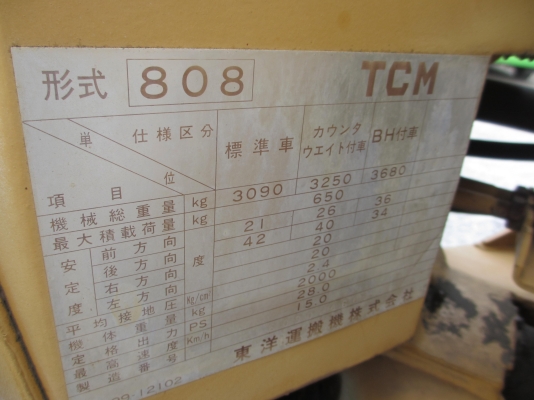 形式 808 TCM
単位 仕様区分 標準車 カウンタウエイト付車 BH付車
項目
機械総重量 kg 3090 3250 3680
最大積載荷量 kg 650
安定度 前方向 度 21 26 36
後方向 42 40 34
右方向 20
左方向 20
平均接地圧 Kg/cm² 2.4
機体重量 kg 2000
定格出力 PS 28.0
最高速度 Km/h 15.0
製造番号
東洋運搬機株式会社
12102